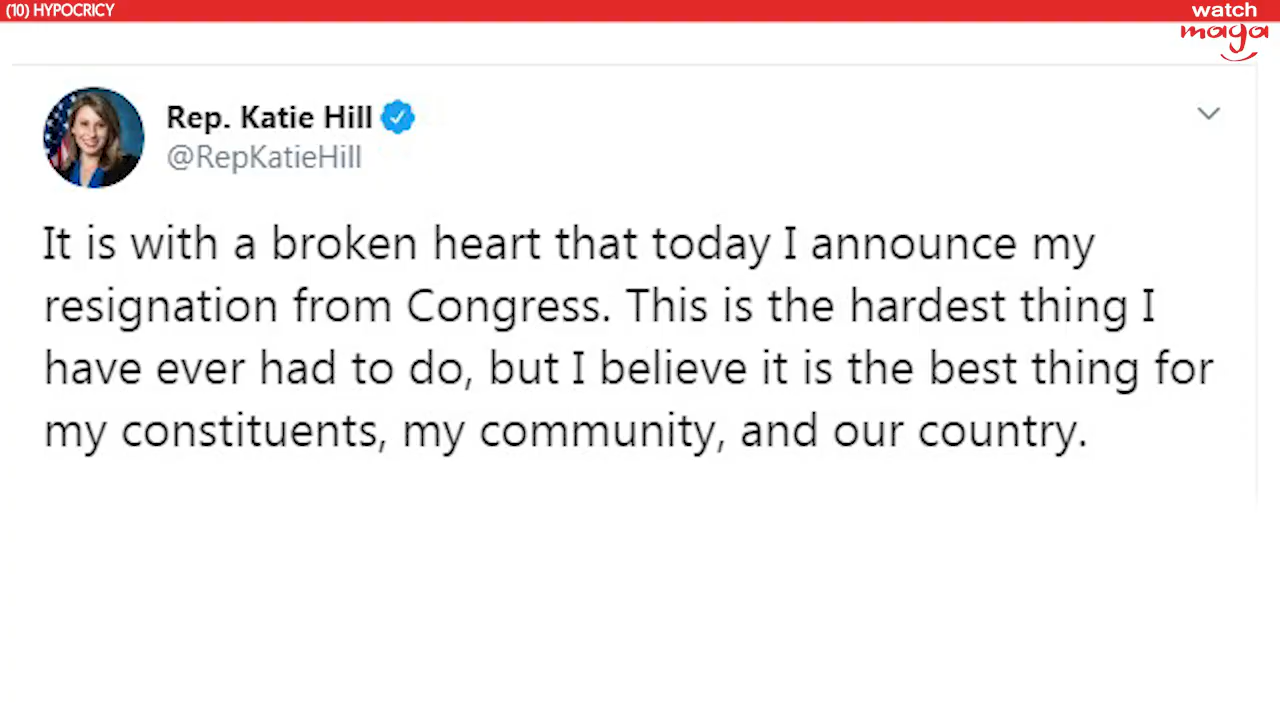 (10) HYPOCRICY
watch
maga
Rep. Katie Hill
@RepKatieHill
It is with a broken heart that today I announce my
resignation from Congress. This is the hardest thing I
have ever had to do, but I believe it is the best thing for
my constituents, my community, and our country.